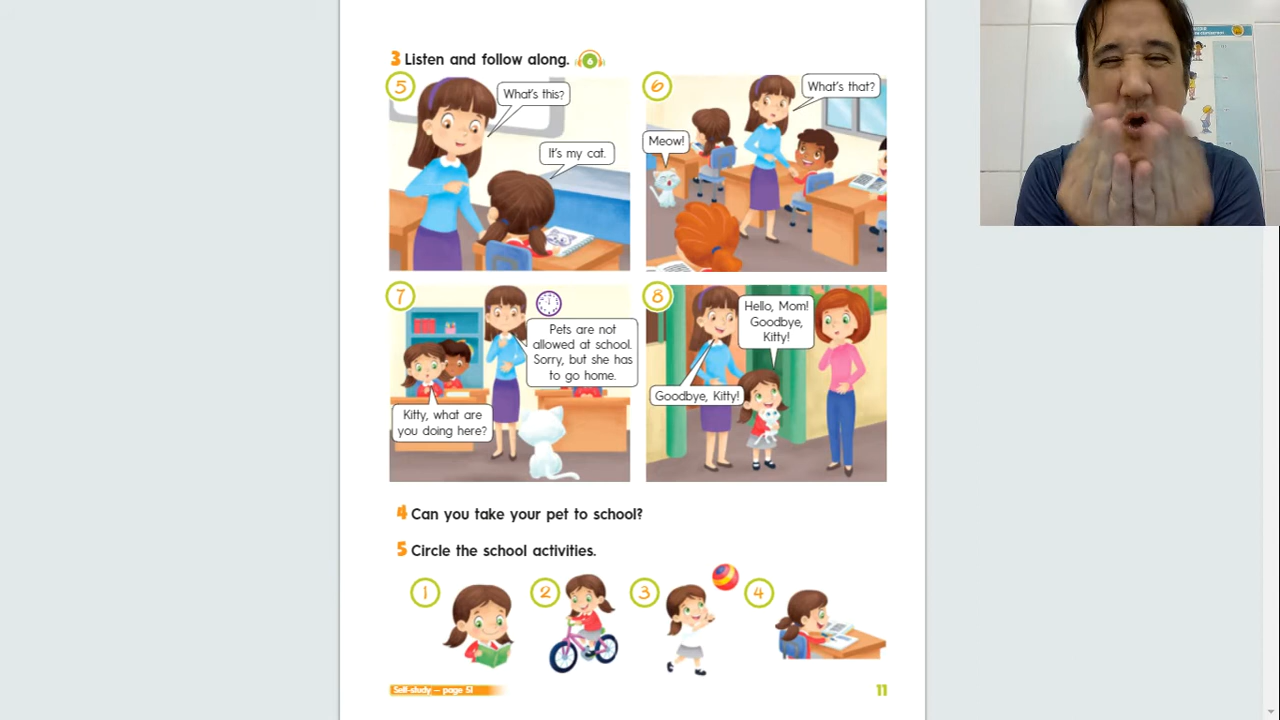 3 Listen and follow along. 6
5
What's this?
It's my cat.
6
What's that?
Meow!
7
Pets are not
allowed at school.
Sorry, but she has
to go home.
Kitty, what are
you doing here?
8
Hello, Mom!
Goodbye,
Kitty!
Goodbye, Kitty!
4 Can you take your pet to school?
5 Circle the school activities.
1
2
3
4
Self-study – page 51
11